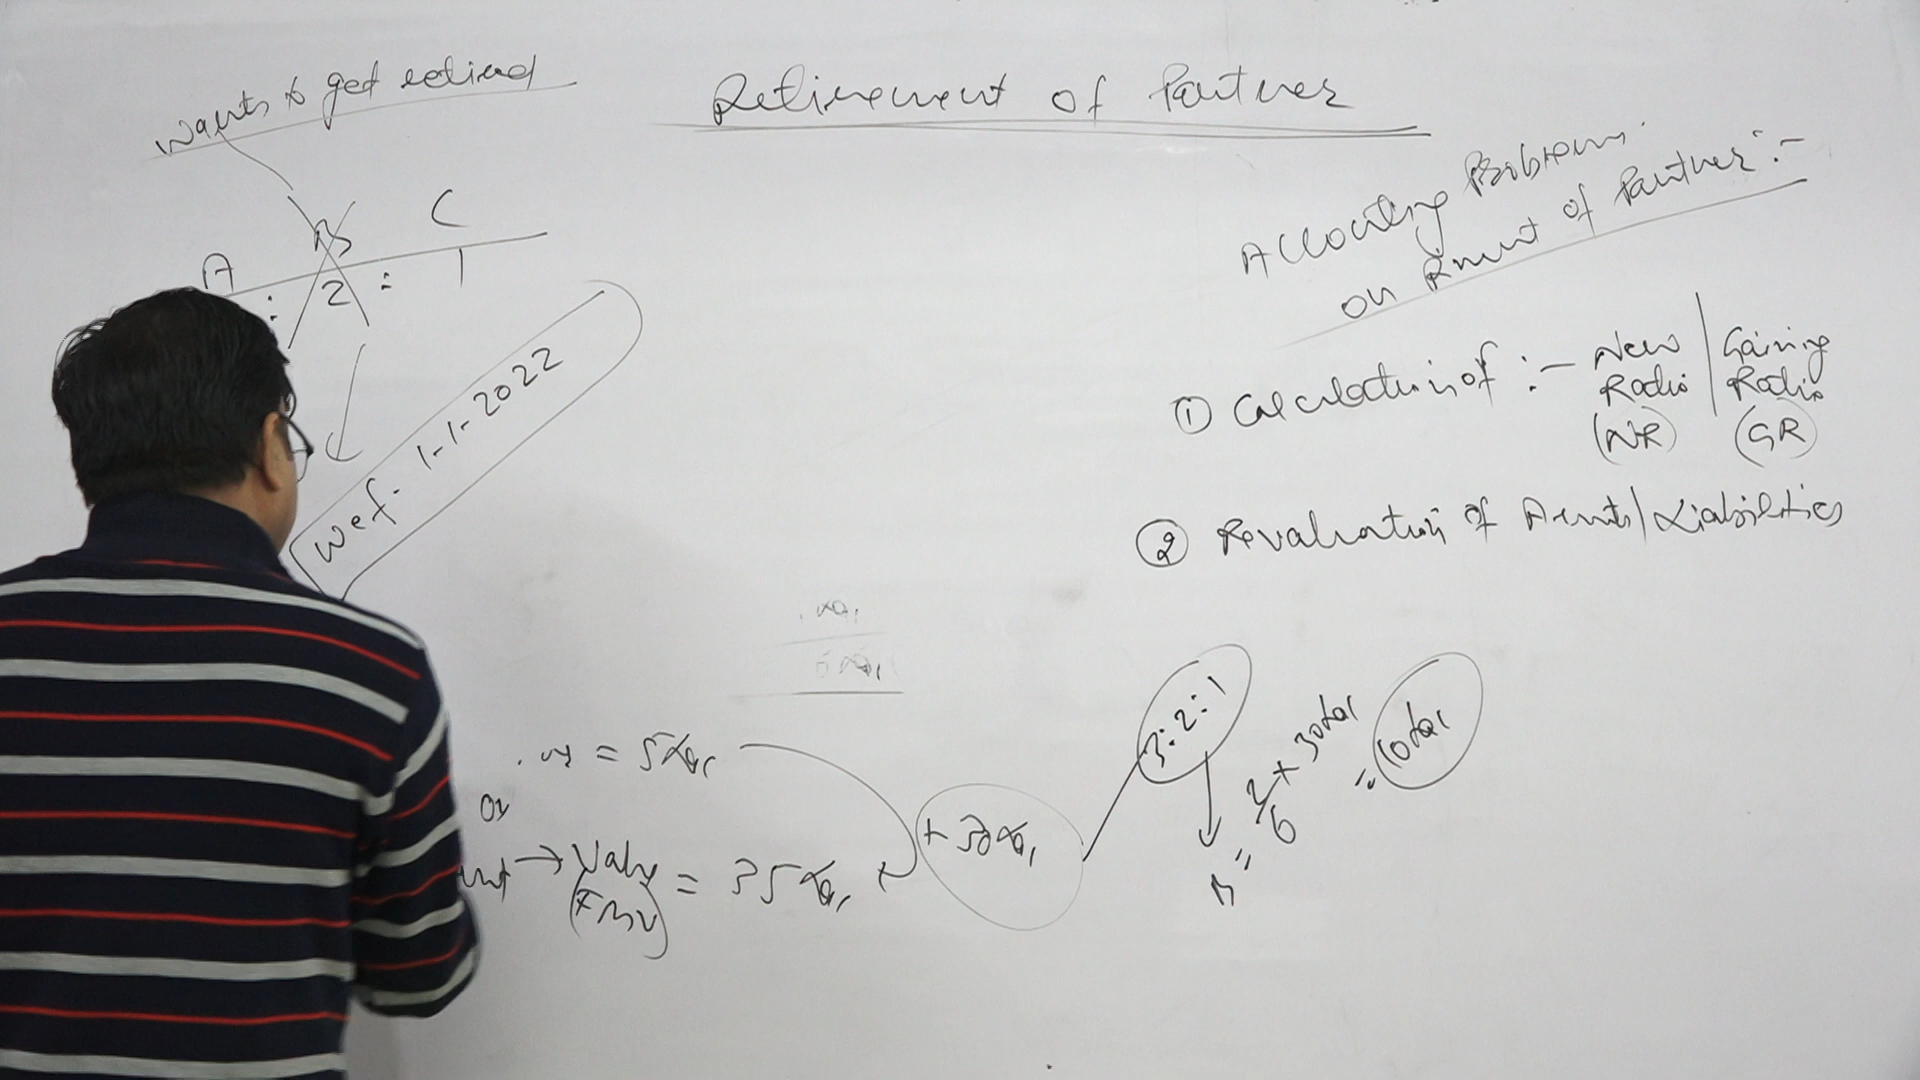 Retirement of Partner
wants to get retired
A B C
: 2 : 1
wef. 1-1-2022
Accounting Problems
on Rment of Partner :-
① Calculation of :- New Ratio (NR) | Gaining Ratio (GR)
② Revaluation of Assets/Liabilities
= 5 Lac
or
→ Value (FMV) = 35 Lac
+ 30 Lac
3:2:1
B = 2/6 × 30 Lac = 10 Lac